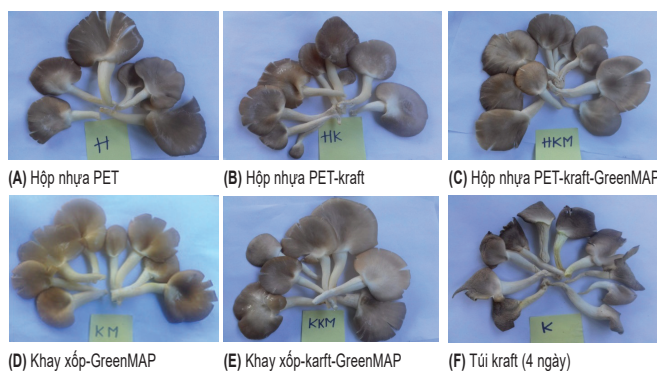 H
HK
HKM
(A) Hộp nhựa PET
(B) Hộp nhựa PET-kraft
(C) Hộp nhựa PET-kraft-GreenMAP
KM
KKM
K
(D) Khay xốp-GreenMAP
(E) Khay xốp-karft-GreenMAP
(F) Túi kraft (4 ngày)